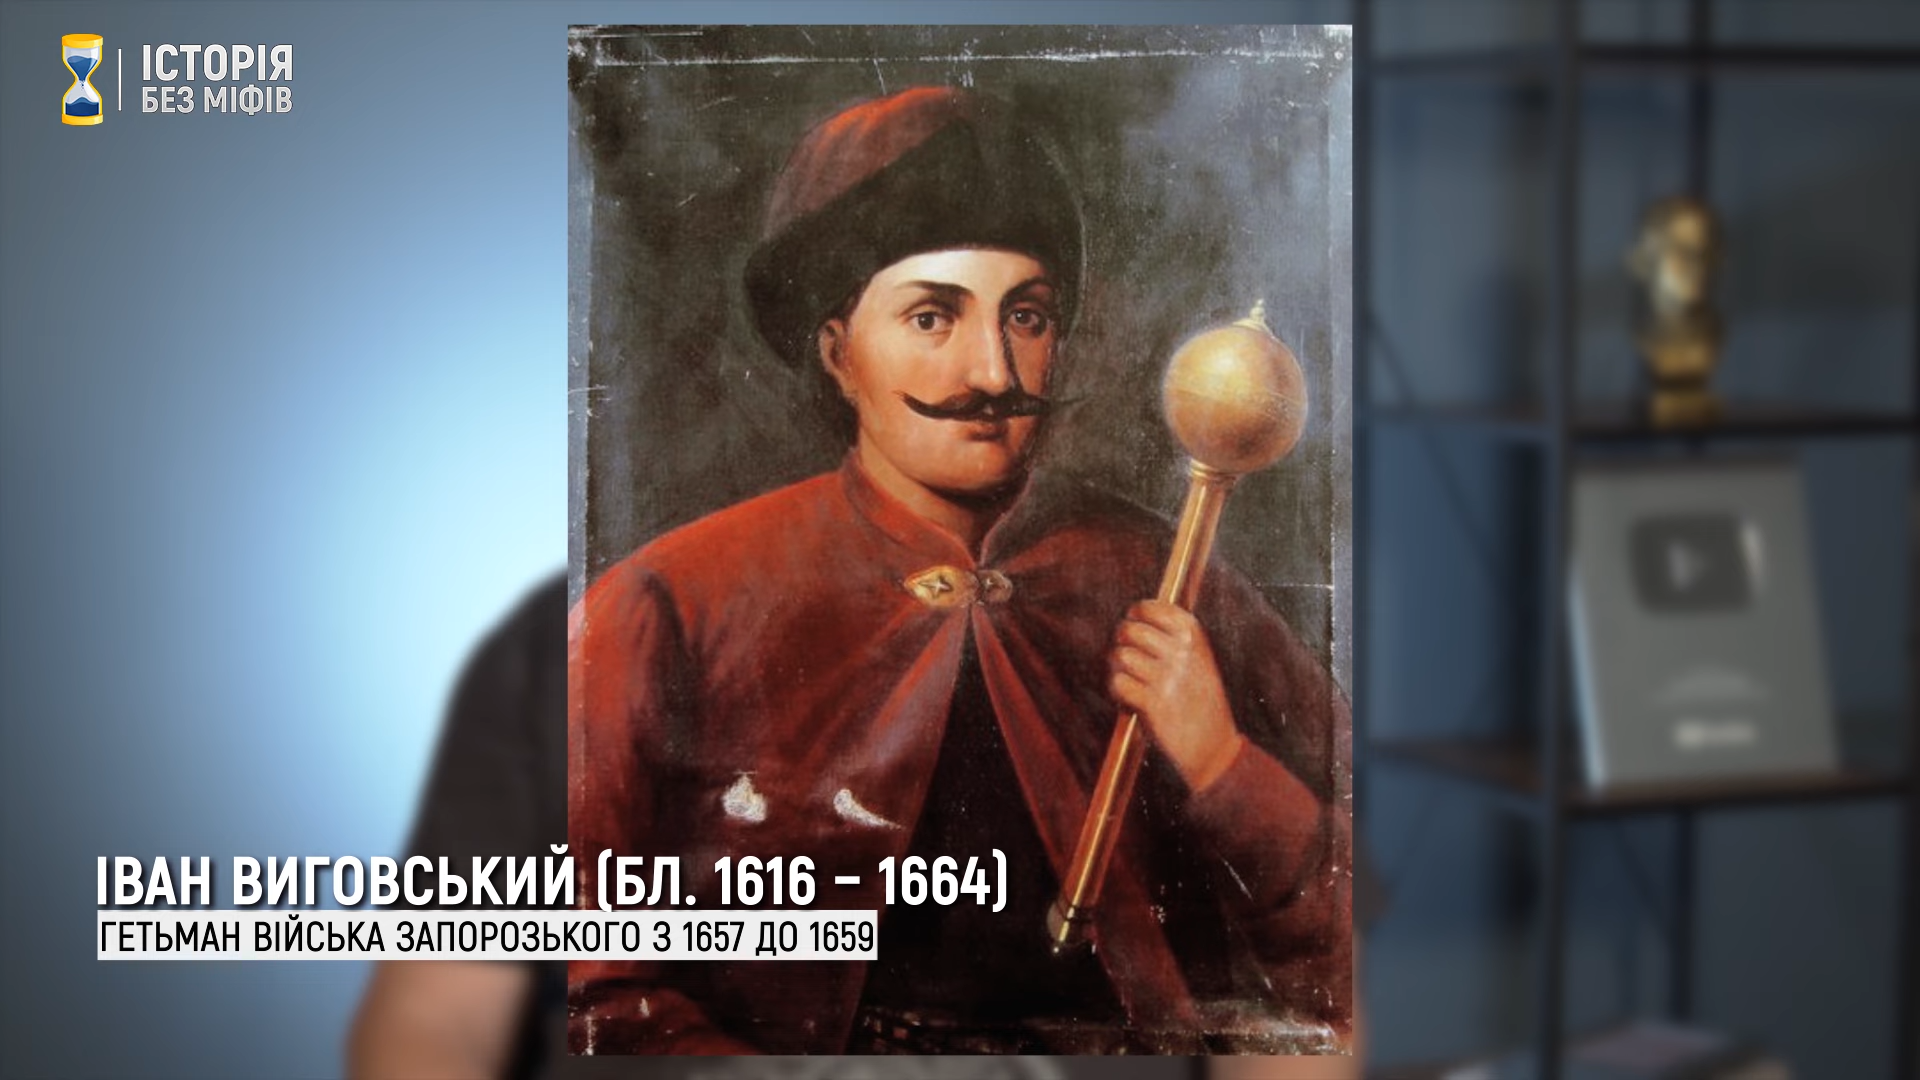 ІСТОРІЯ
БЕЗ МІФІВ
ІВАН ВИГОВСЬКИЙ (БЛ. 1616 – 1664)
ГЕТЬМАН ВІЙСЬКА ЗАПОРОЗЬКОГО З 1657 ДО 1659